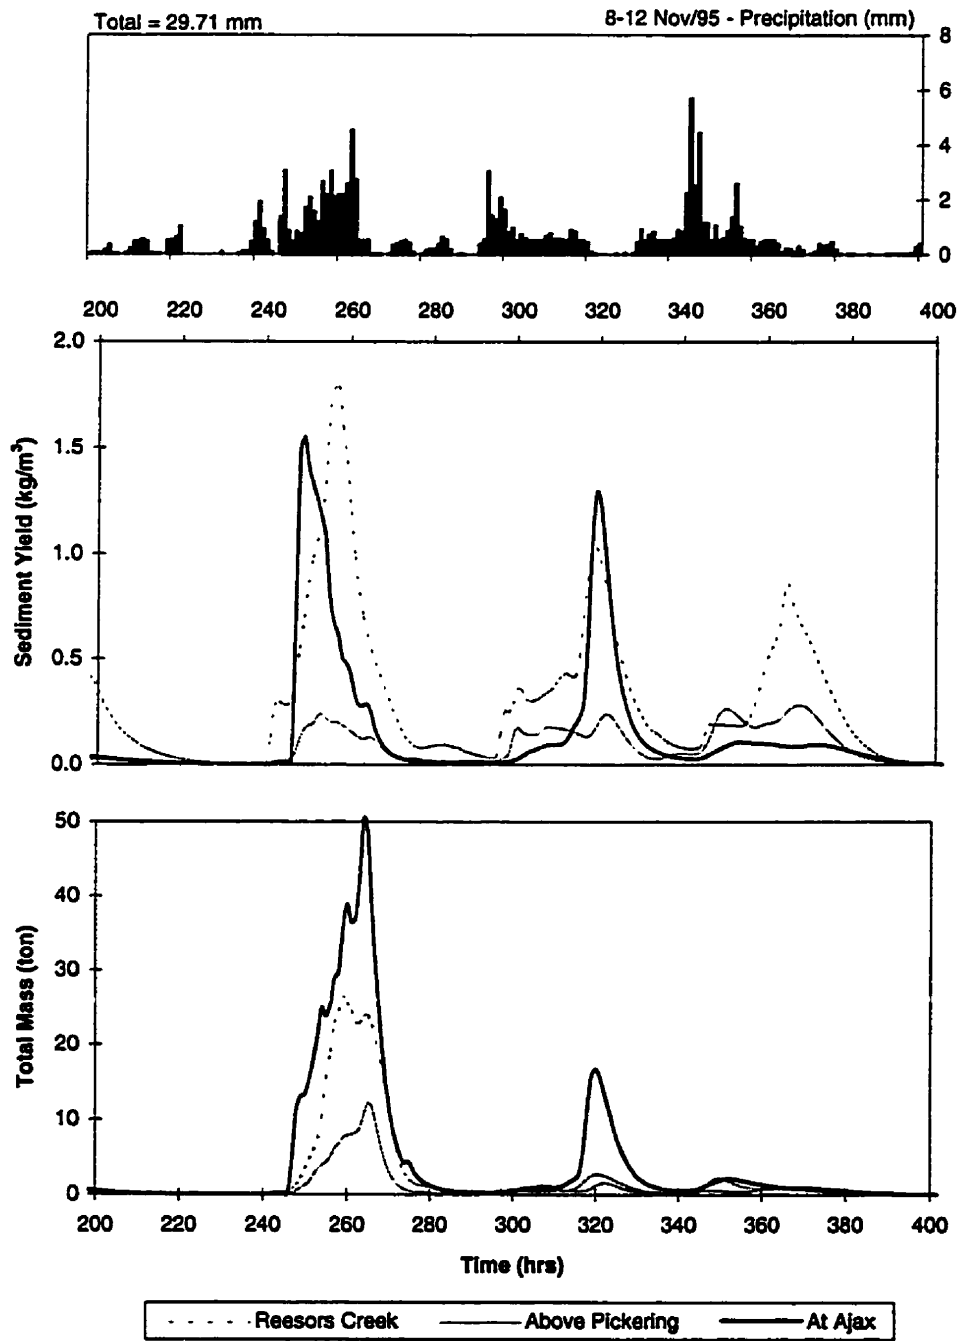 Total = 29.71 mm
8-12 Nov/95 - Precipitation (mm)
8
6
4
2
0
200 220 240 260 280 300 320 340 360 380 400
2.0
1.5
1.0
0.5
0.0
Sediment Yield (kg/m³)
50
40
30
20
10
0
Total Mass (ton)
200 220 240 260 280 300 320 340 360 380 400
Time (hrs)
Reesors Creek Above Pickering At Ajax